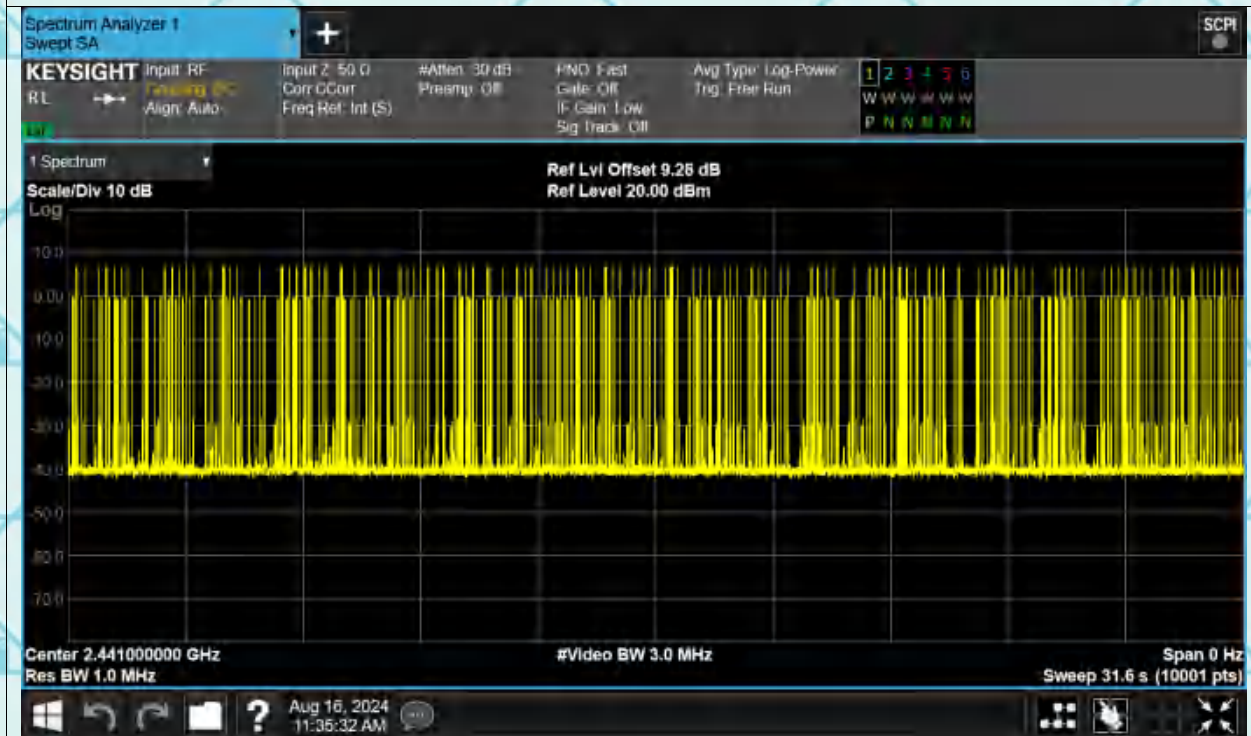 Spectrum Analyzer 1
Swept SA
+
SCPI
KEYSIGHT
RL
Input: RF
Coupling: DC
Align: Auto
Input Z: 50 Ω
Corr CCorr
Freq Ref: Int (S)
#Atten: 30 dB
Preamp: Off
PNO: Fast
Gate: Off
IF Gain: Low
Sig Track: Off
Avg Type: Log-Power
Trig: Free Run
1 2 3 4 5 6
W W W W W W
P N N N N N
1 Spectrum
Scale/Div 10 dB
Ref Lvl Offset 9.26 dB
Ref Level 20.00 dBm
Log
10.0
0.00
-10.0
-20.0
-30.0
-40.0
-50.0
-60.0
-70.0
Center 2.441000000 GHz
#Video BW 3.0 MHz
Span 0 Hz
Res BW 1.0 MHz
Sweep 31.6 s (10001 pts)
?
Aug 16, 2024
11:35:32 AM